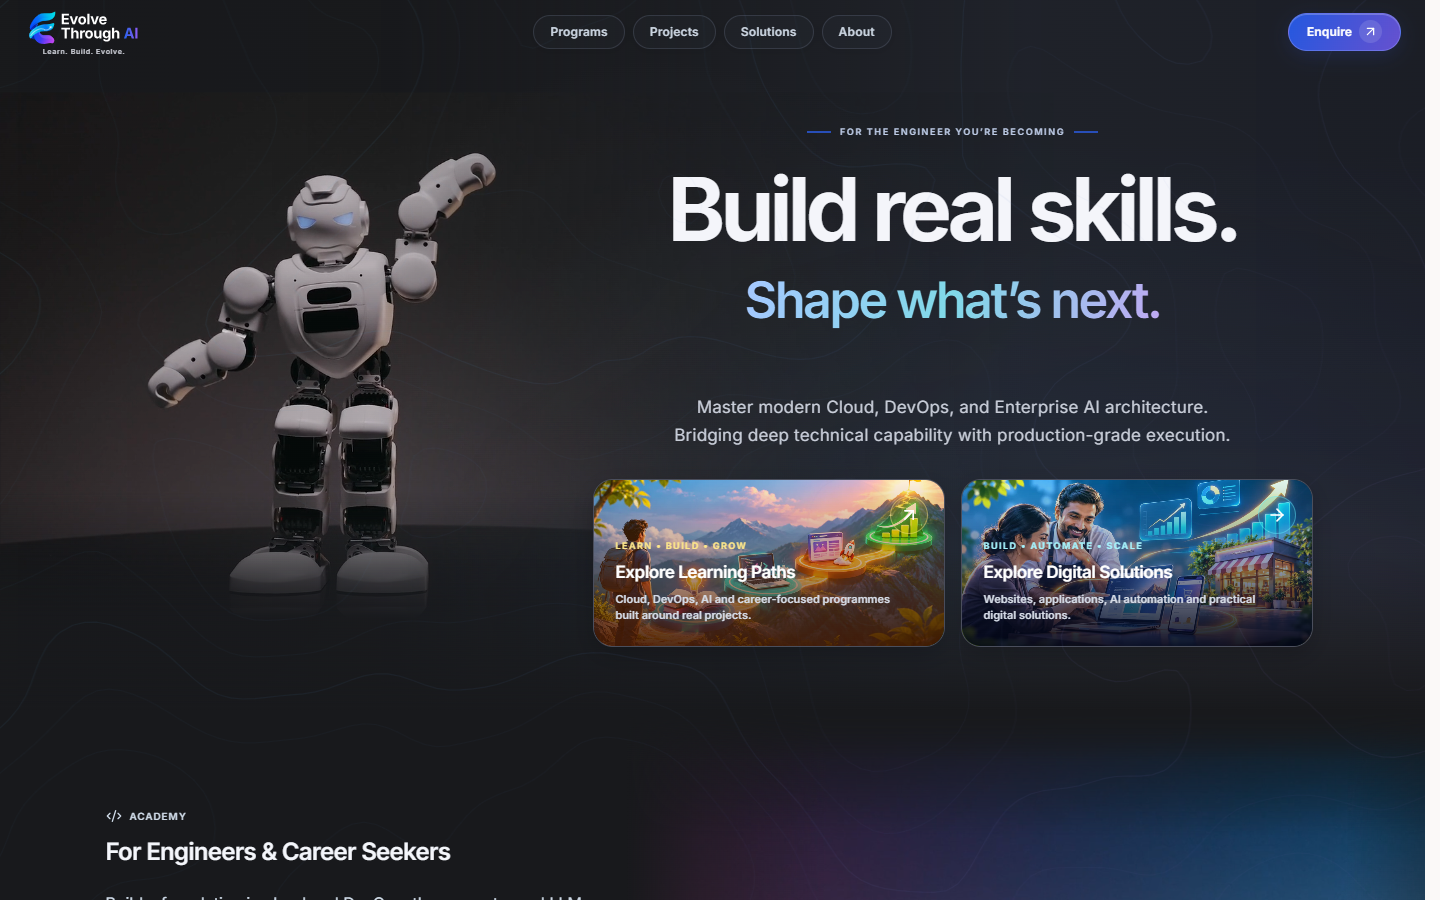 Evolve
Through AI
Learn. Build. Evolve.
Programs
Projects
Solutions
About
Enquire
FOR THE ENGINEER YOU'RE BECOMING
Build real skills.
Shape what's next.
Master modern Cloud, DevOps, and Enterprise AI architecture.
Bridging deep technical capability with production-grade execution.
LEARN • BUILD • GROW
Explore Learning Paths
Cloud, DevOps, AI and career-focused programmes
built around real projects.
BUILD • AUTOMATE • SCALE
Explore Digital Solutions
Websites, applications, AI automation and practical
digital solutions.
ACADEMY
For Engineers & Career Seekers